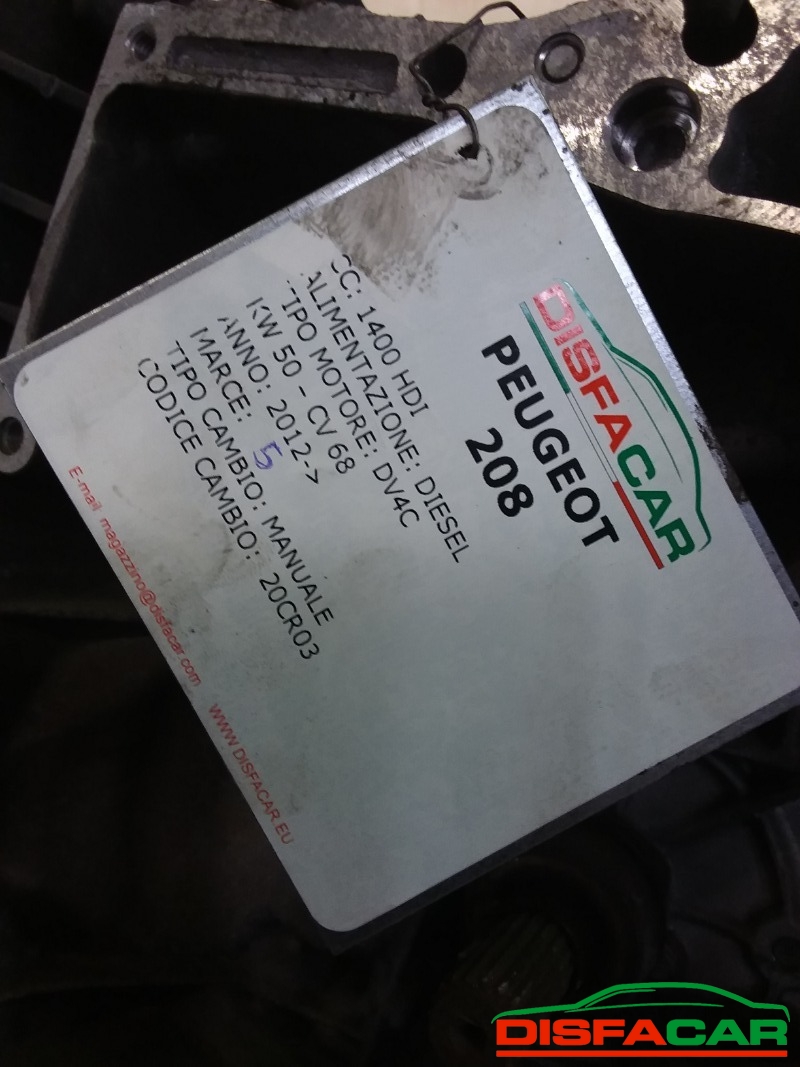 DISFACAR
PEUGEOT
208
CC: 1400 HDI
ALIMENTAZIONE: DIESEL
TIPO MOTORE: DV4C
KW 50 - CV 68
ANNO: 2012->
MARCE: 5
TIPO CAMBIO: MANUALE
CODICE CAMBIO: 20CR03
E-mail magazzino@disfacar.com WWW.DISFACAR.EU
DISFACAR